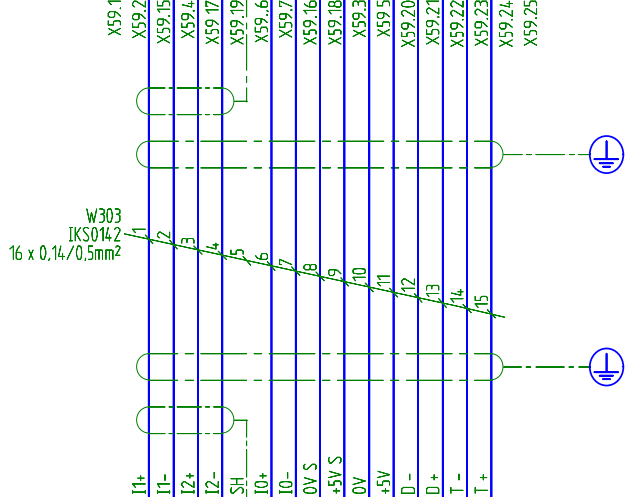 X59.1
X59.2
X59.15
X59.4
X59.17
X59.19
X59.6
X59.7
X59.16
X59.18
X59.3
X59.5
X59.20
X59.21
X59.22
X59.23
X59.24
X59.25
W303
IKS0142
16 x 0,14/0,5mm²
1
2
3
4
5
6
7
8
9
10
11
12
13
14
15
I1+
I1-
I2+
I2-
SH
I0+
I0-
0V S
+5V S
0V
+5V
D -
D +
T -
T +